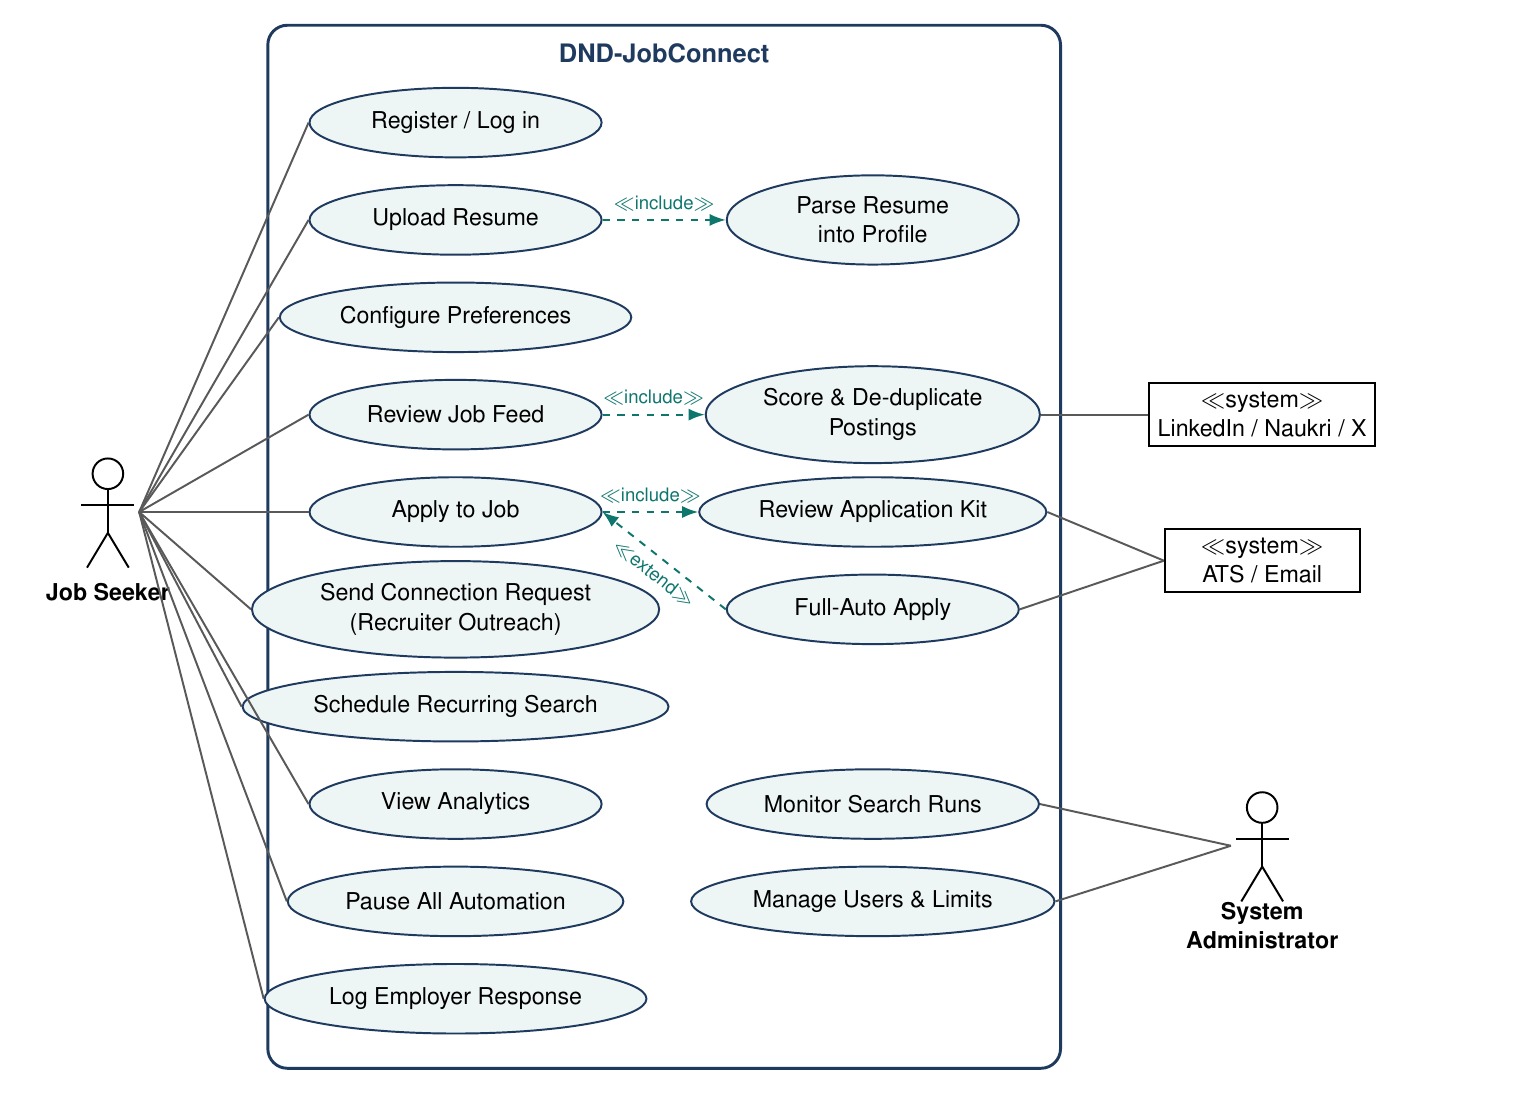 DND-JobConnect
Register / Log in
Upload Resume
≪include≫
Parse Resume
into Profile
Configure Preferences
Review Job Feed
≪include≫
Score & De-duplicate
Postings
≪system≫
LinkedIn / Naukri / X
Apply to Job
≪include≫
Review Application Kit
≪system≫
ATS / Email
Job Seeker
Send Connection Request
(Recruiter Outreach)
≪extend≫
Full-Auto Apply
Schedule Recurring Search
View Analytics
Monitor Search Runs
Pause All Automation
Manage Users & Limits
System
Administrator
Log Employer Response